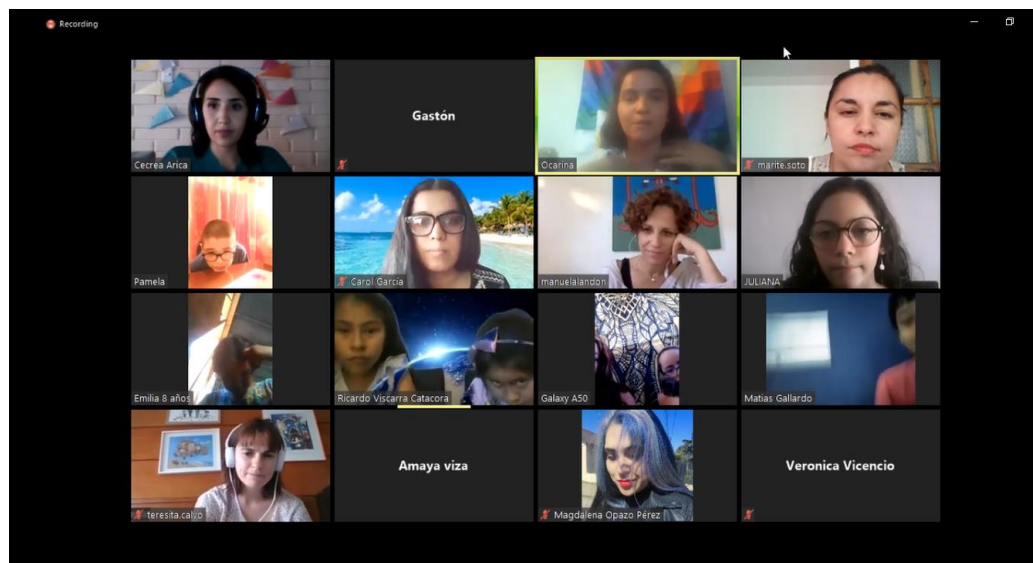 Recording
Cecrea Arica
Gastón
Ocarina
marite.soto
Pamela
Carol García
manuelalandon
JULIANA
Emilia 8 años
Ricardo Viscarra Catacora
Galaxy A50
Matias Gallardo
teresita.calvo
Amaya viza
Magdalena Opazo Pérez
Veronica Vicencio